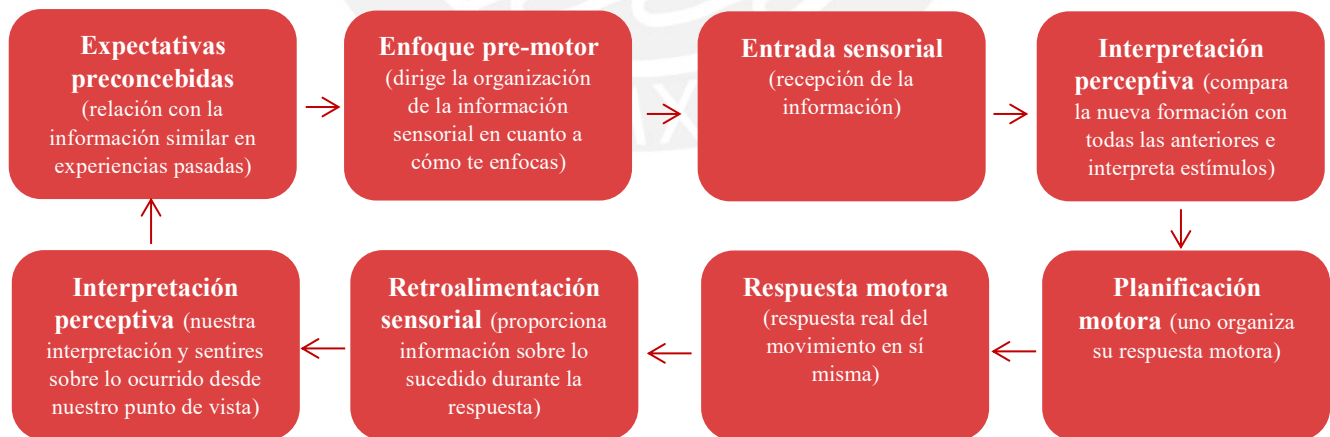 Expectativas
preconcebidas
(relación con la
información similar en
experiencias pasadas)
Enfoque pre-motor
(dirige la organización
de la información
sensorial en cuanto a
cómo te enfocas)
Entrada sensorial
(recepción de la
información)
Interpretación
perceptiva (compara
la nueva formación con
todas las anteriores e
interpreta estímulos)
Planificación
motora (uno organiza
su respuesta motora)
Respuesta motora
(respuesta real del
movimiento en sí
misma)
Retroalimentación
sensorial (proporciona
información sobre lo
sucedido durante la
respuesta)
Interpretación
perceptiva (nuestra
interpretación y sentires
sobre lo ocurrido desde
nuestro punto de vista)